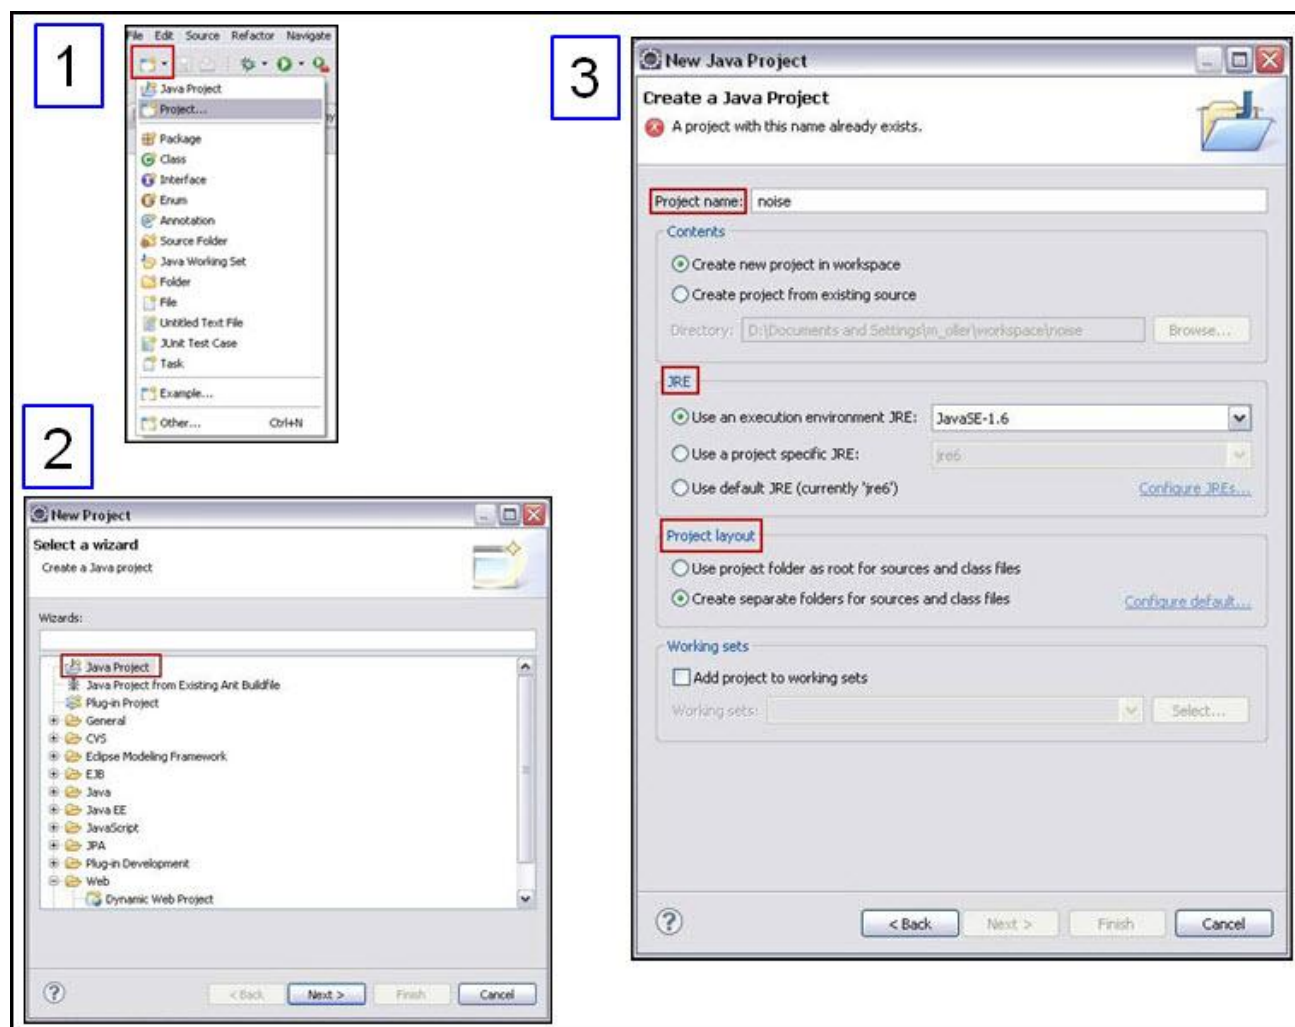 1
File Edit Source Refactor Navigate
Java Project
Project...
Package
Class
Interface
Enum
Annotation
Source Folder
Java Working Set
Folder
File
Untitled Text File
JUnit Test Case
Task
Example...
Other... Ctrl+N
2
New Project
Select a wizard
Create a Java project
Wizards:
Java Project
Java Project from Existing Ant Buildfile
Plug-in Project
General
CVS
Eclipse Modeling Framework
EJB
Java
Java EE
JavaScript
JPA
Plug-in Development
Web
Dynamic Web Project
< Back Next > Finish Cancel
3
New Java Project
Create a Java Project
A project with this name already exists.
Project name: noise
Contents
Create new project in workspace
Create project from existing source
Directory: D:\Documents and Settings\m_oller\workspace\noise Browse...
JRE
Use an execution environment JRE: JavaSE-1.6
Use a project specific JRE: jre6
Use default JRE (currently 'jre6') Configure JREs...
Project layout
Use project folder as root for sources and class files
Create separate folders for sources and class files Configure default...
Working sets
Add project to working sets
Working sets: Select...
< Back Next > Finish Cancel